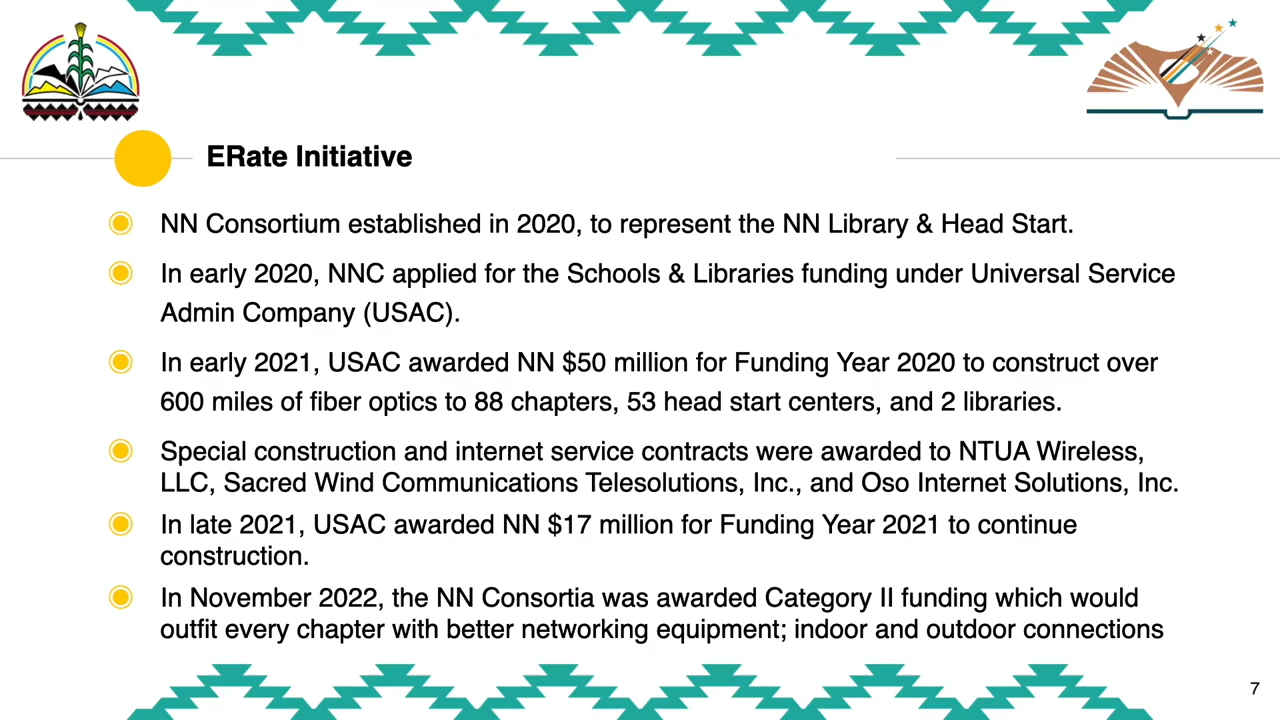 ERate Initiative
NN Consortium established in 2020, to represent the NN Library & Head Start.
In early 2020, NNC applied for the Schools & Libraries funding under Universal Service
Admin Company (USAC).
In early 2021, USAC awarded NN $50 million for Funding Year 2020 to construct over
600 miles of fiber optics to 88 chapters, 53 head start centers, and 2 libraries.
Special construction and internet service contracts were awarded to NTUA Wireless,
LLC, Sacred Wind Communications Telesolutions, Inc., and Oso Internet Solutions, Inc.
In late 2021, USAC awarded NN $17 million for Funding Year 2021 to continue
construction.
In November 2022, the NN Consortia was awarded Category II funding which would
outfit every chapter with better networking equipment; indoor and outdoor connections
7